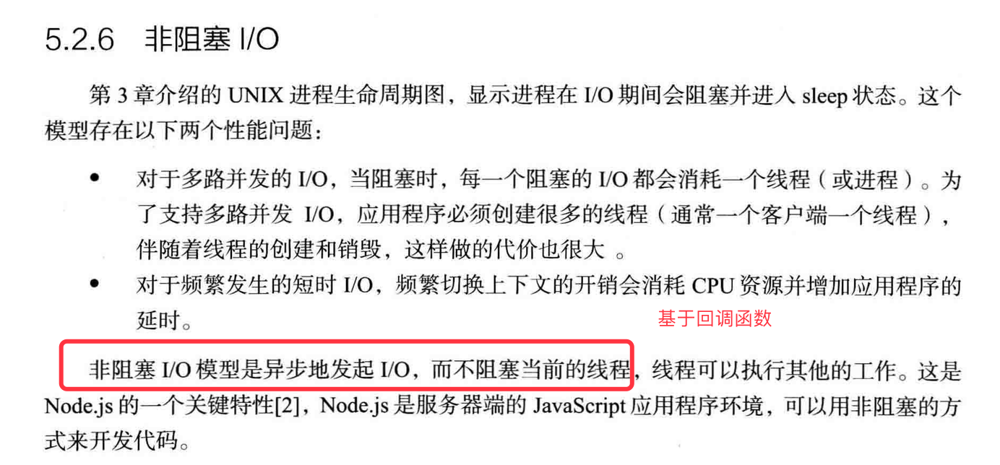 5.2.6 非阻塞 I/O
第 3 章介绍的 UNIX 进程生命周期图，显示进程在 I/O 期间会阻塞并进入 sleep 状态。这个
模型存在以下两个性能问题：
• 对于多路并发的 I/O，当阻塞时，每一个阻塞的 I/O 都会消耗一个线程（或进程）。为
了支持多路并发 I/O，应用程序必须创建很多的线程（通常一个客户端一个线程），
伴随着线程的创建和销毁，这样做的代价也很大 。
• 对于频繁发生的短时 I/O，频繁切换上下文的开销会消耗 CPU 资源并增加应用程序的
延时。
基于回调函数
非阻塞 I/O 模型是异步地发起 I/O，而不阻塞当前的线程，线程可以执行其他的工作。这是
Node.js 的一个关键特性[2]，Node.js 是服务器端的 JavaScript 应用程序环境，可以用非阻塞的方
式来开发代码。